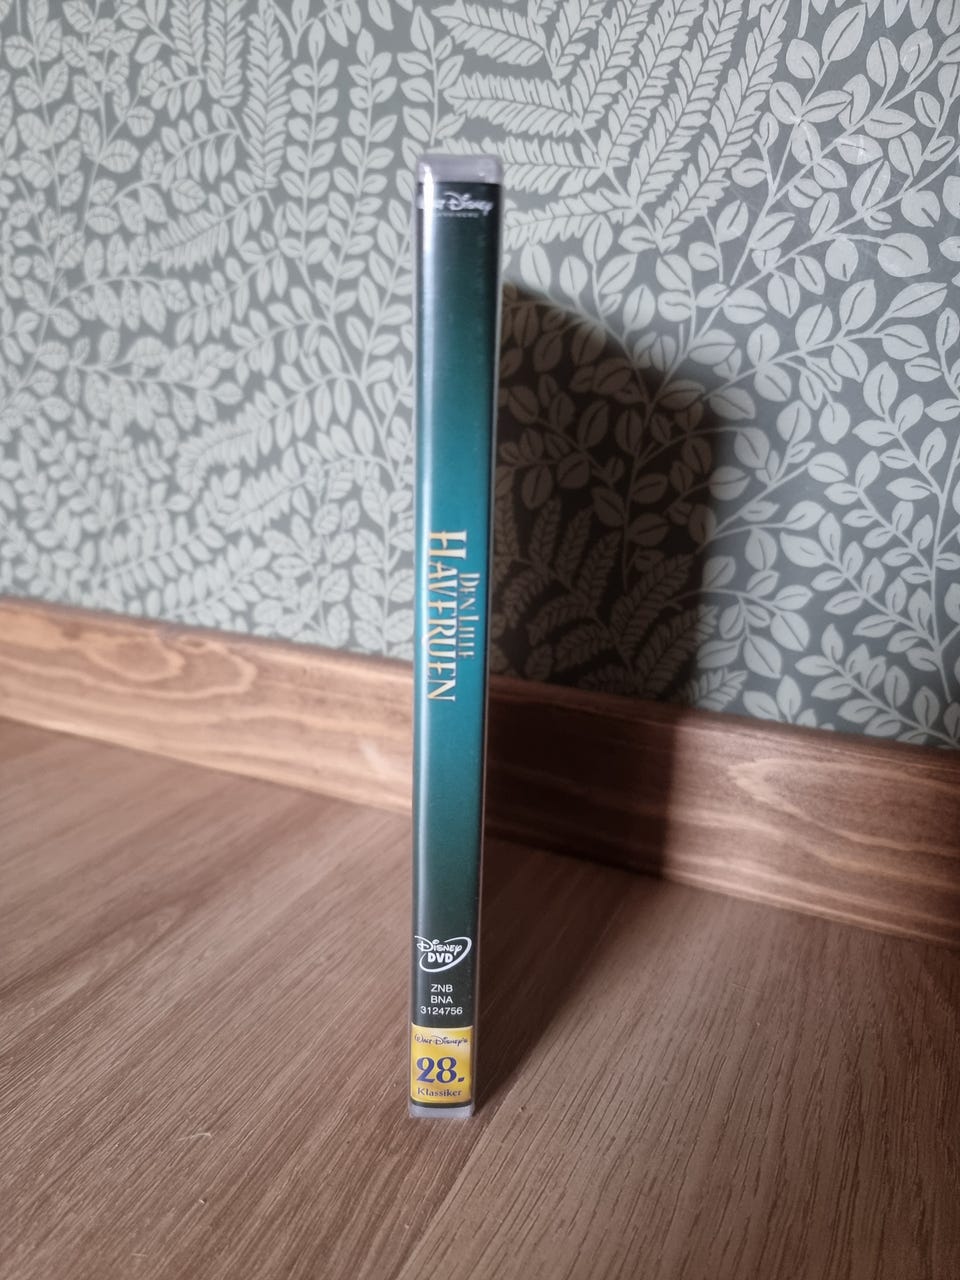 Walt Disney
DEN LILLE
HAVFRUEN
Disney
DVD
ZNB
BNA
3124756
Walt Disney's
28.
Klassiker